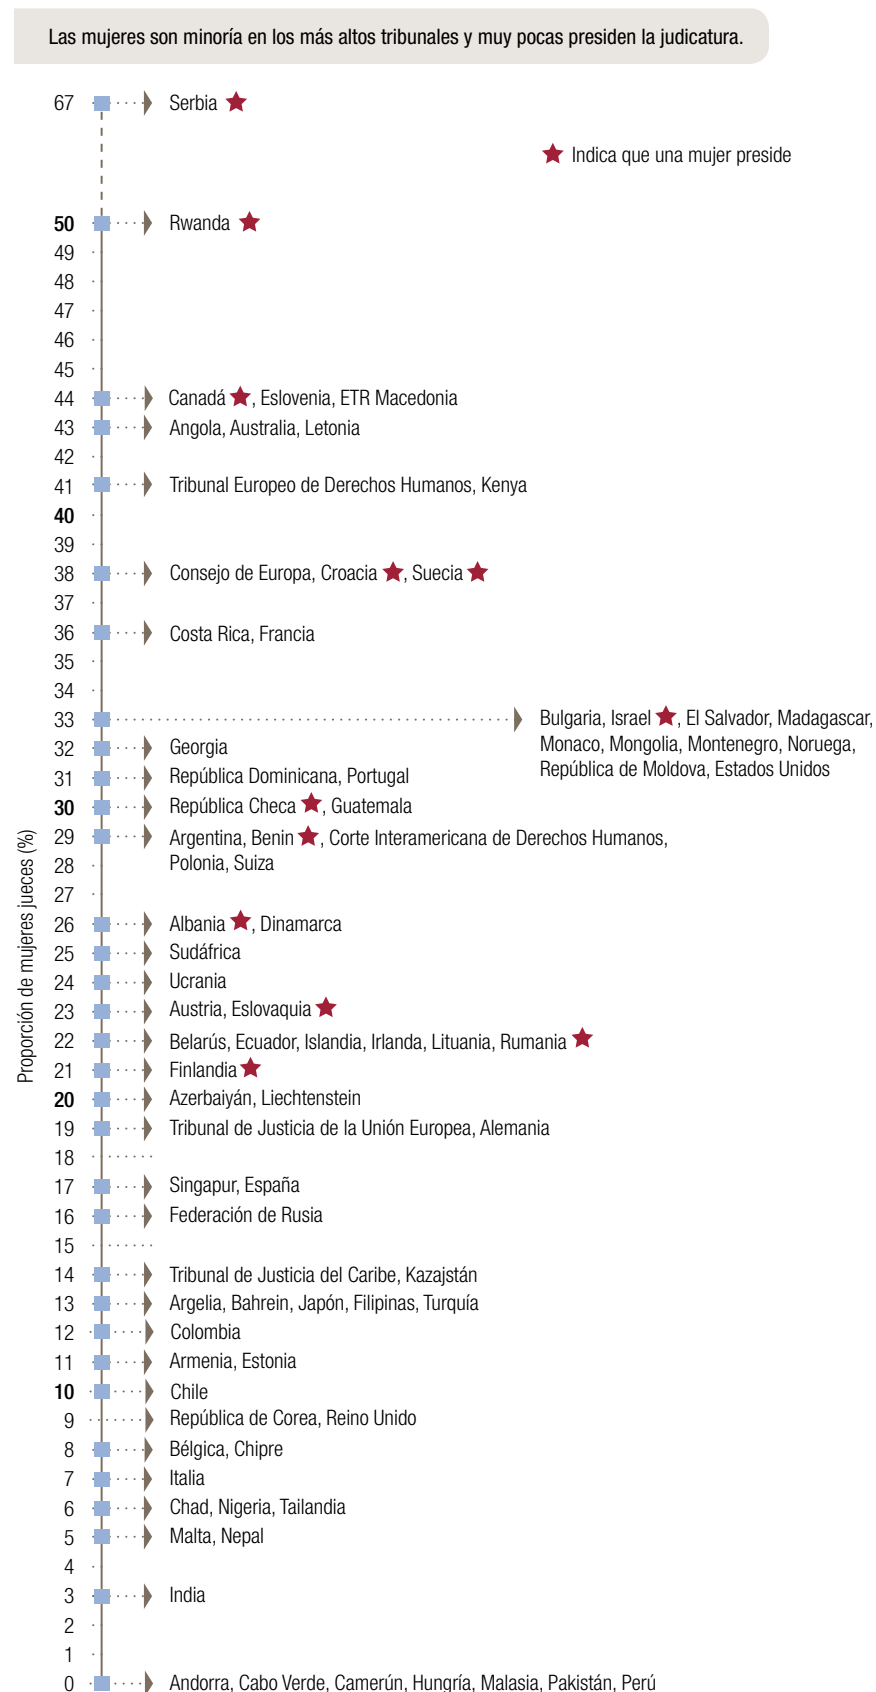 Las mujeres son minoría en los más altos tribunales y muy pocas presiden la judicatura.
67 Serbia ★
★ Indica que una mujer preside
50 Rwanda ★
49
48
47
46
45
44 Canadá ★, Eslovenia, ETR Macedonia
43 Angola, Australia, Letonia
42
41 Tribunal Europeo de Derechos Humanos, Kenya
40
39
38 Consejo de Europa, Croacia ★, Suecia ★
37
36 Costa Rica, Francia
35
34
33 Bulgaria, Israel ★, El Salvador, Madagascar,
Monaco, Mongolia, Montenegro, Noruega,
República de Moldova, Estados Unidos
32 Georgia
31 República Dominicana, Portugal
30 República Checa ★, Guatemala
29 Argentina, Benin ★, Corte Interamericana de Derechos Humanos,
Polonia, Suiza
28
27
26 Albania ★, Dinamarca
25 Sudáfrica
24 Ucrania
23 Austria, Eslovaquia ★
22 Belarús, Ecuador, Islandia, Irlanda, Lituania, Rumania ★
21 Finlandia ★
20 Azerbaiyán, Liechtenstein
19 Tribunal de Justicia de la Unión Europea, Alemania
18
17 Singapur, España
16 Federación de Rusia
15
14 Tribunal de Justicia del Caribe, Kazajstán
13 Argelia, Bahrein, Japón, Filipinas, Turquía
12 Colombia
11 Armenia, Estonia
10 Chile
9 República de Corea, Reino Unido
8 Bélgica, Chipre
7 Italia
6 Chad, Nigeria, Tailandia
5 Malta, Nepal
4
3 India
2
1
0 Andorra, Cabo Verde, Camerún, Hungría, Malasia, Pakistán, Perú
Proporción de mujeres jueces (%)